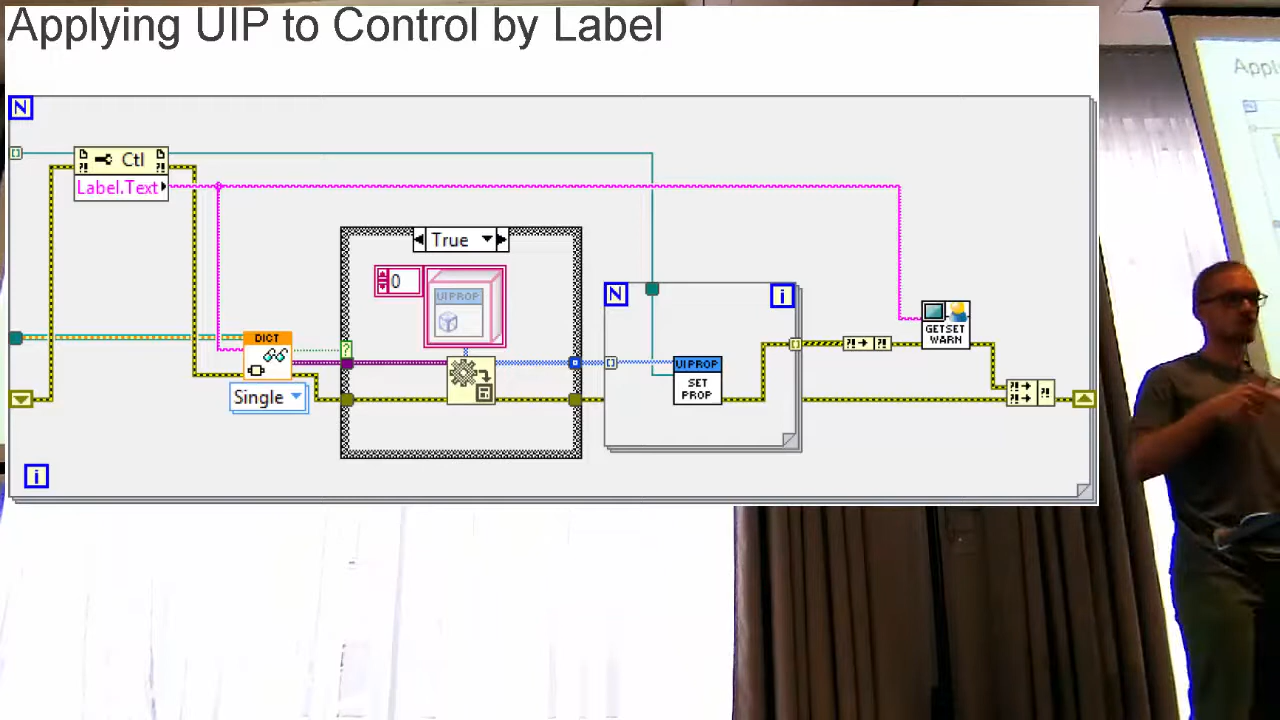 Applying UIP to Control by Label
N
Ctl
Label.Text
True
0
UIPROP
N
i
DICT
GETSET
WARN
?
UIPROP
SET
PROP
Single
i
Appl
N